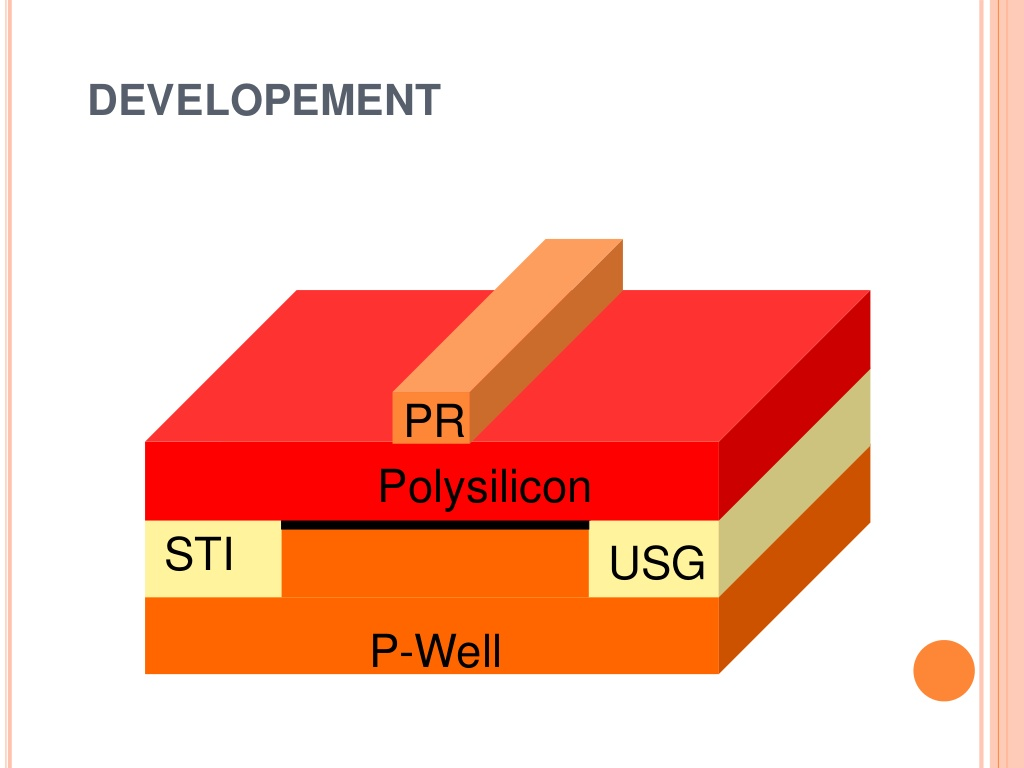 DEVELOPEMENT
PR
Polysilicon
STI
USG
P-Well